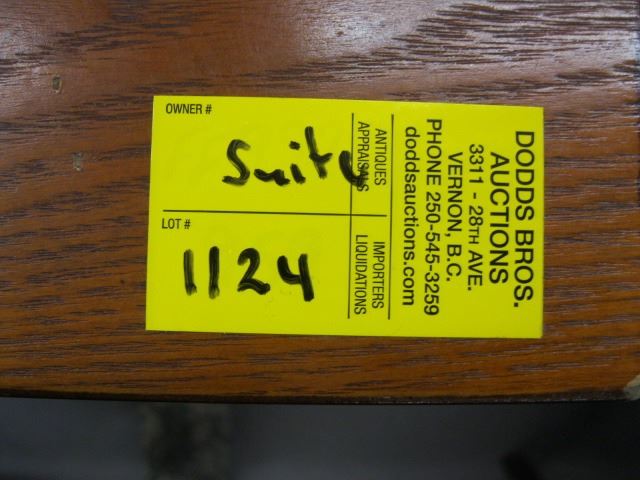 DODDS BROS.
AUCTIONS
3311 - 28TH AVE.
VERNON, B.C.
PHONE 250-545-3259
doddsauctions.com
ANTIQUES
APPRAISALS
IMPORTERS
LIQUIDATIONS
OWNER #
Suite
LOT #
1124